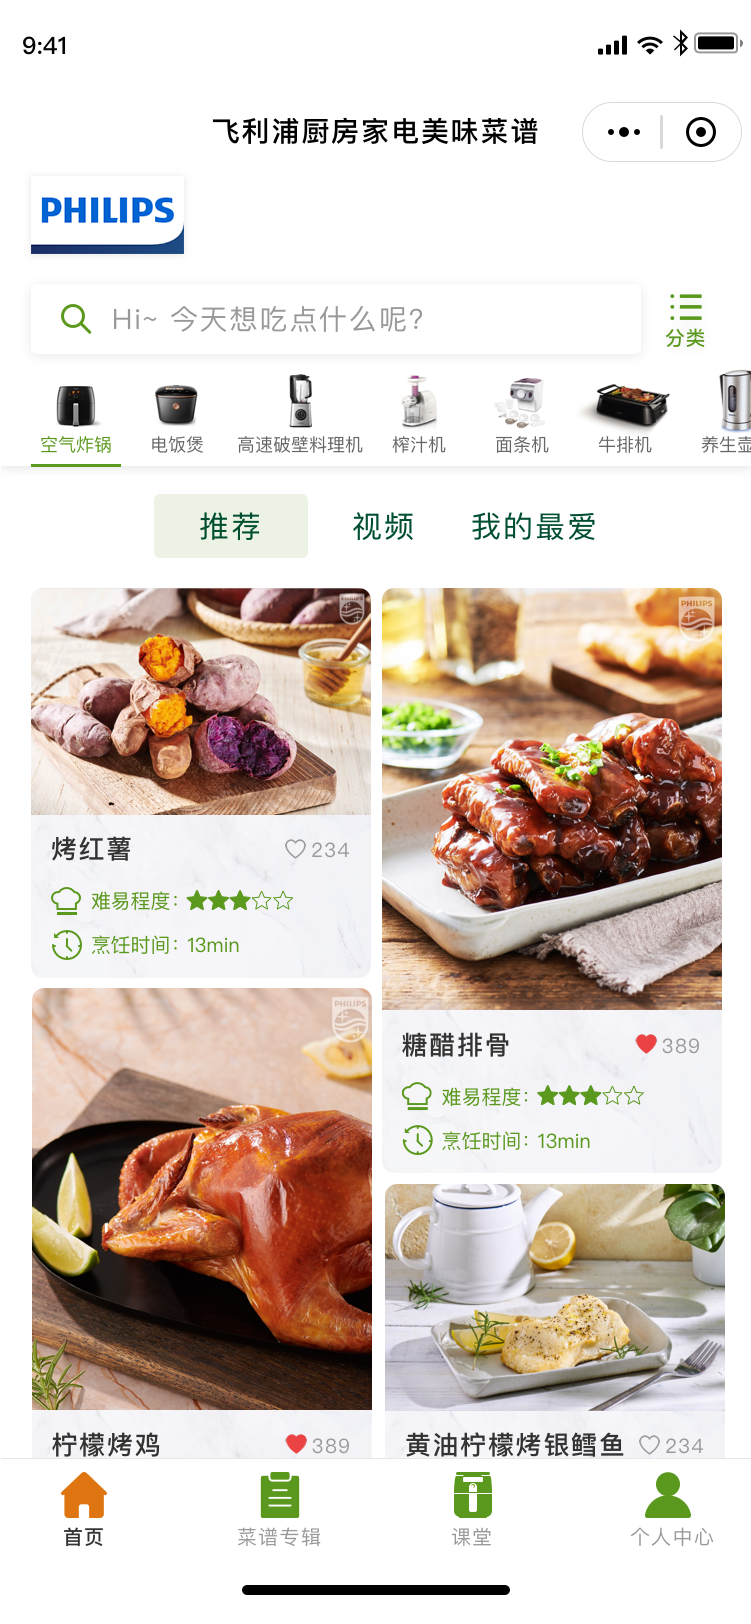 9:41
飞利浦厨房家电美味菜谱
PHILIPS
Hi~ 今天想吃点什么呢?
分类
空气炸锅
电饭煲
高速破壁料理机
榨汁机
面条机
牛排机
养生壶
推荐
视频
我的最爱
PHILIPS
烤红薯
234
难易程度:
烹饪时间: 13min
PHILIPS
糖醋排骨
389
难易程度:
烹饪时间: 13min
PHILIPS
柠檬烤鸡
389
黄油柠檬烤银鳕鱼
234
首页
菜谱专辑
课堂
个人中心